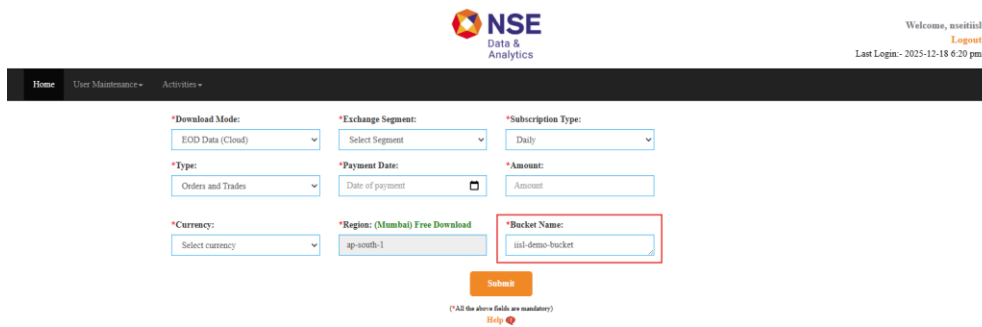 NSE
Data &
Analytics
Welcome, nseitiisl
Logout
Last Login:- 2025-12-18 6:20 pm
Home User Maintenance Activities
*Download Mode: *Exchange Segment: *Subscription Type:
EOD Data (Cloud) Select Segment Daily
*Type: *Payment Date: *Amount:
Orders and Trades Date of payment Amount
*Currency: *Region: (Mumbai) Free Download *Bucket Name:
Select currency ap-south-1 iisl-demo-bucket
Submit
(*All the above fields are mandatory)
Help ?